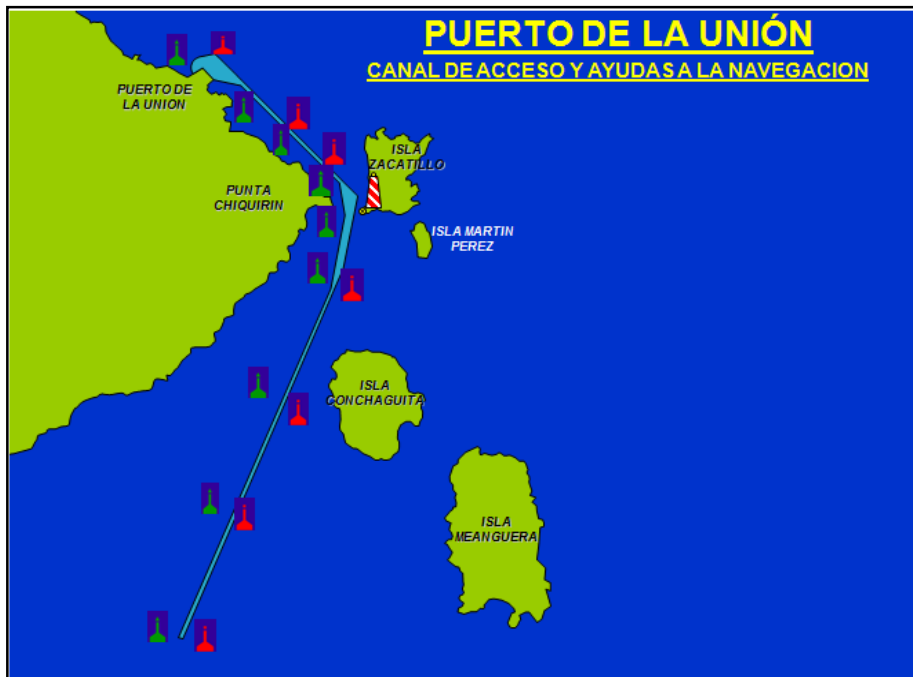 PUERTO DE LA UNIÓN
CANAL DE ACCESO Y AYUDAS A LA NAVEGACION
PUERTO DE
LA UNION
ISLA
ZACATILLO
PUNTA
CHIQUIRIN
ISLA MARTIN
PEREZ
ISLA
CONCHAGUITA
ISLA
MEANGUERA